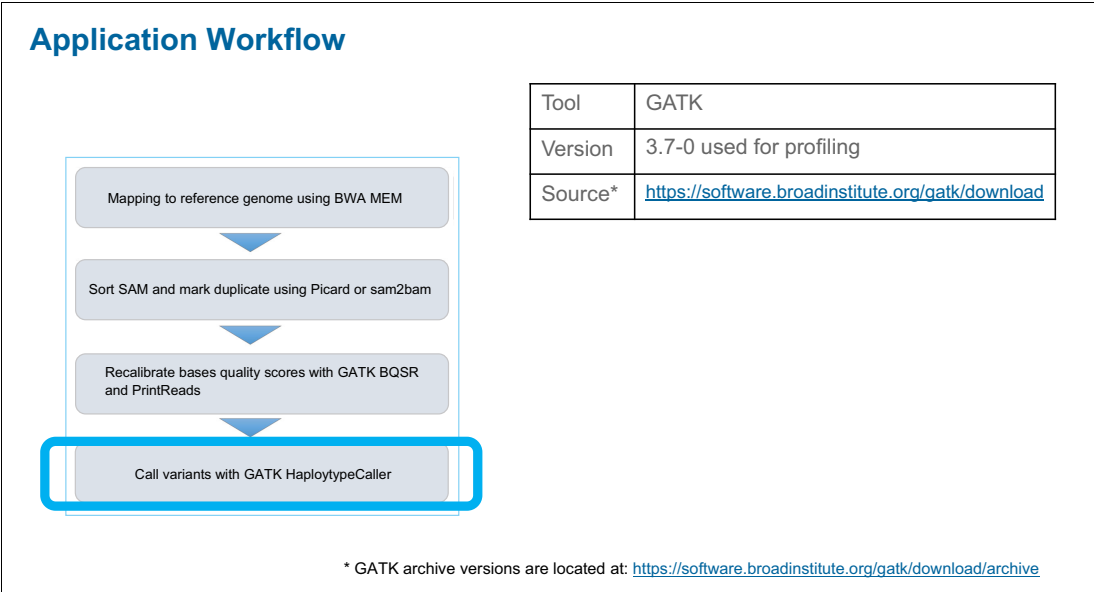 Application Workflow
Tool GATK
Version 3.7-0 used for profiling
Source* https://software.broadinstitute.org/gatk/download
Mapping to reference genome using BWA MEM
Sort SAM and mark duplicate using Picard or sam2bam
Recalibrate bases quality scores with GATK BQSR
and PrintReads
Call variants with GATK HaploytypeCaller
* GATK archive versions are located at: https://software.broadinstitute.org/gatk/download/archive